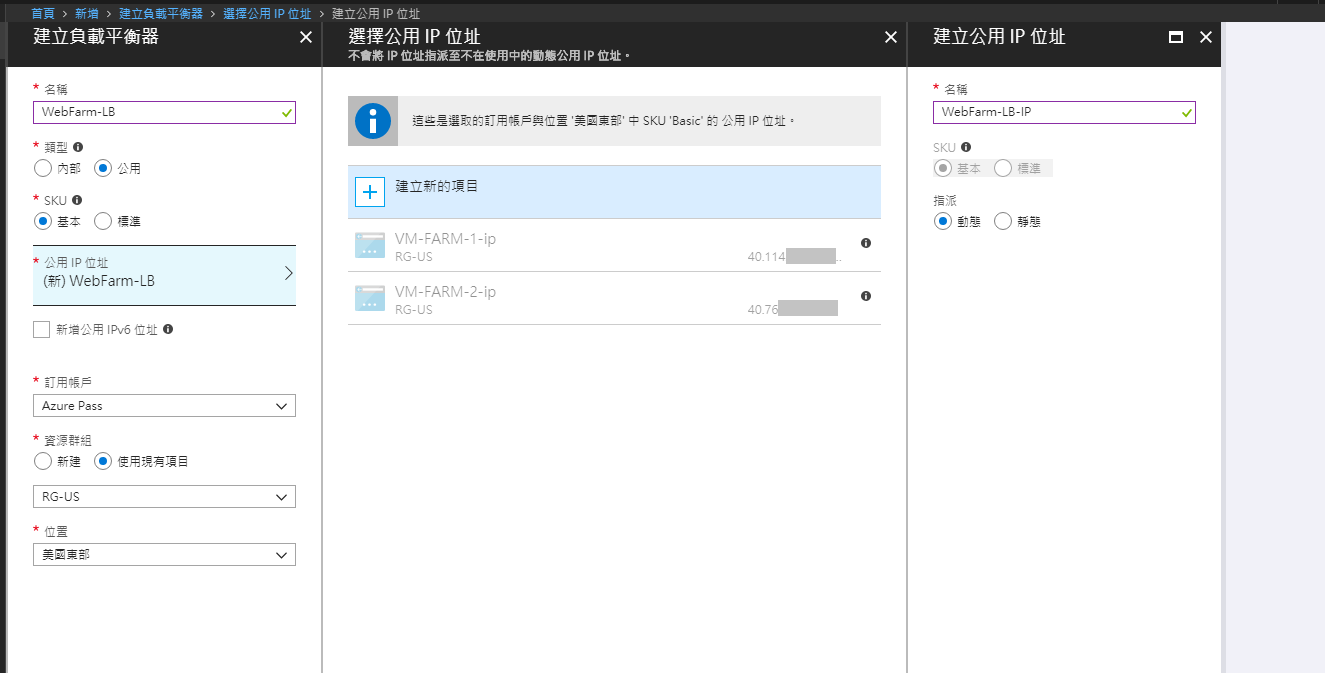 首頁 > 新增 > 建立負載平衡器 > 選擇公用 IP 位址 > 建立公用 IP 位址
建立負載平衡器
* 名稱
WebFarm-LB
* 類型
內部 公用
* SKU
基本 標準
* 公用 IP 位址
(新) WebFarm-LB
新增公用 IPv6 位址
* 訂用帳戶
Azure Pass
* 資源群組
新建 使用現有項目
RG-US
* 位置
美國東部
選擇公用 IP 位址
不會將 IP 位址指派至不在使用中的動態公用 IP 位址。
這些是選取的訂用帳戶與位置 '美國東部' 中 SKU 'Basic' 的 公用 IP 位址。
建立新的項目
VM-FARM-1-ip
RG-US 40.114 ..
VM-FARM-2-ip
RG-US 40.76
建立公用 IP 位址
* 名稱
WebFarm-LB-IP
SKU
基本 標準
指派
動態 靜態